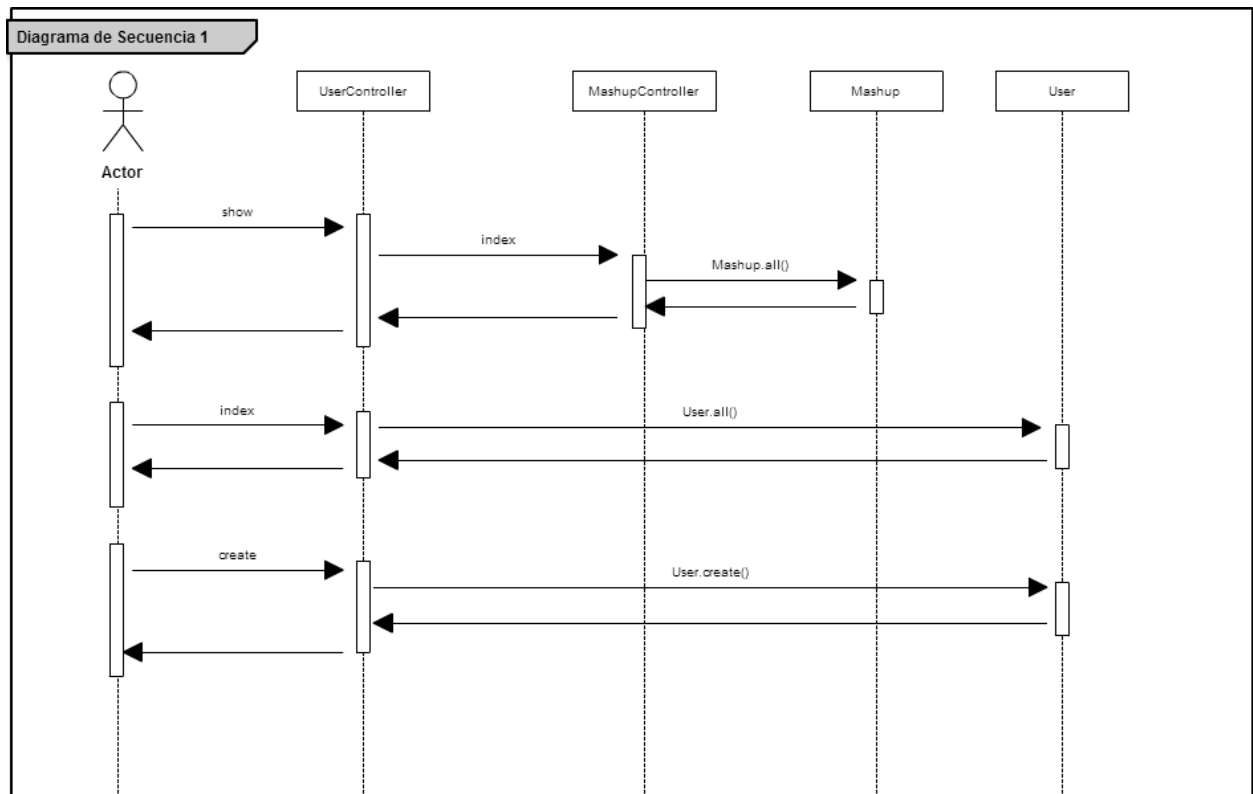 Diagrama de Secuencia 1
UserController
MashupController
Mashup
User
Actor
show
index
Mashup.all()
index
User.all()
create
User.create()